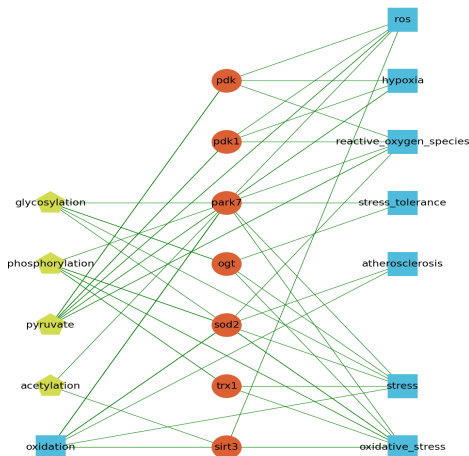 ros
pdk
hypoxia
pdk1
reactive_oxygen_species
glycosylation
park7
stress_tolerance
phosphorylation
ogt
atherosclerosis
pyruvate
sod2
acetylation
trx1
stress
oxidation
sirt3
oxidative_stress